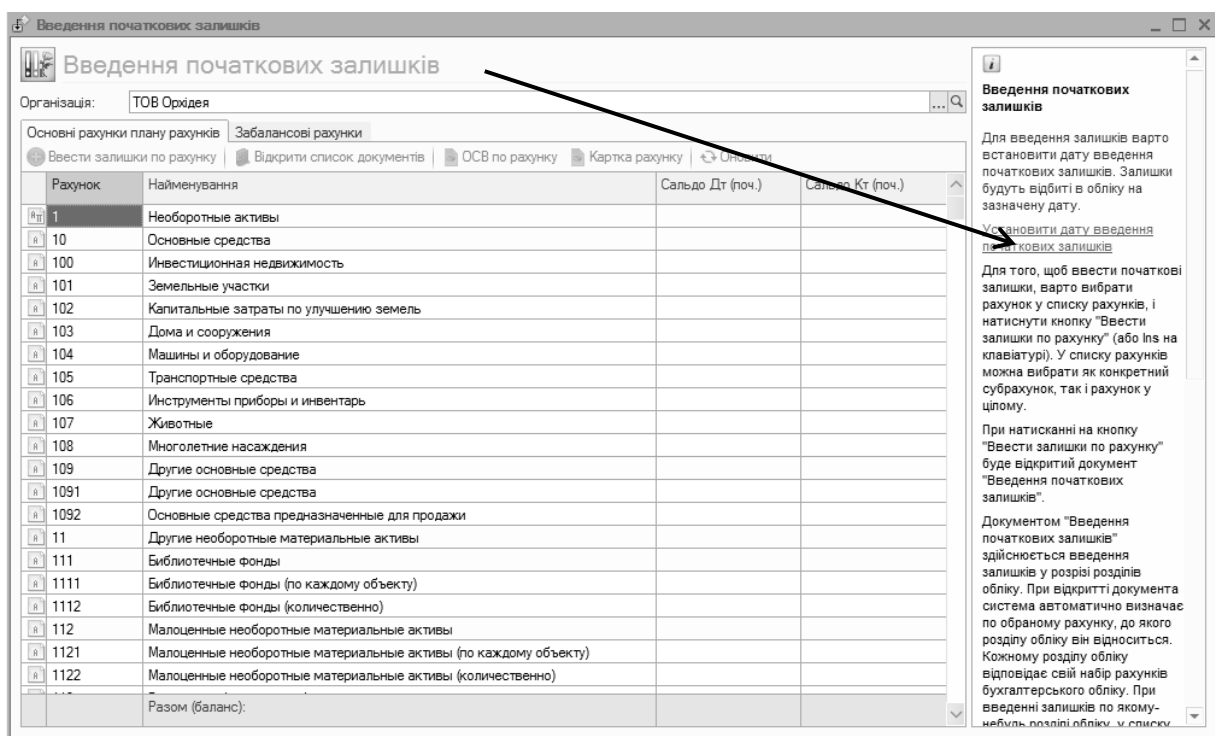 Введення початкових залишків
Введення початкових залишків
Організація: ТОВ Орхідея
Основні рахунки плану рахунків Забалансові рахунки
Ввести залишки по рахунку Відкрити список документів ОСВ по рахунку Картка рахунку Оновити
Рахунок Найменування Сальдо Дт (поч.) Сальдо Кт (поч.)
1 Необоротные активы
10 Основные средства
100 Инвестиционная недвижимость
101 Земельные участки
102 Капитальные затраты по улучшению земель
103 Дома и сооружения
104 Машины и оборудование
105 Транспортные средства
106 Инструменты приборы и инвентарь
107 Животные
108 Многолетние насаждения
109 Другие основные средства
1091 Другие основные средства
1092 Основные средства предназначенные для продажи
11 Другие необоротные материальные активы
111 Библиотечные фонды
1111 Библиотечные фонды (по каждому объекту)
1112 Библиотечные фонды (количественно)
112 Малоценные необоротные материальные активы
1121 Малоценные необоротные материальные активы (по каждому объекту)
1122 Малоценные необоротные материальные активы (количественно)
Разом (баланс):
Введення початкових
залишків
Для введення залишків варто
встановити дату введення
початкових залишків. Залишки
будуть відбиті в обліку на
зазначену дату.
Установити дату введення
початкових залишків
Для того, щоб ввести початкові
залишки, варто вибрати
рахунок у списку рахунків, і
натиснути кнопку "Ввести
залишки по рахунку" (або Ins на
клавіатурі). У списку рахунків
можна вибрати як конкретний
субрахунок, так і рахунок у
цілому.
При натисканні на кнопку
"Ввести залишки по рахунку"
буде відкритий документ
"Введення початкових
залишків".
Документом "Введення
початкових залишків"
здійснюється введення
залишків у розрізі розділів
обліку. При відкритті документа
система автоматично визначає
по обраному рахунку, до якого
розділу обліку він відноситься.
Кожному розділу обліку
відповідає свій набір рахунків
бухгалтерського обліку. При
введенні залишків по якому-
небудь розділі обліку, у списку